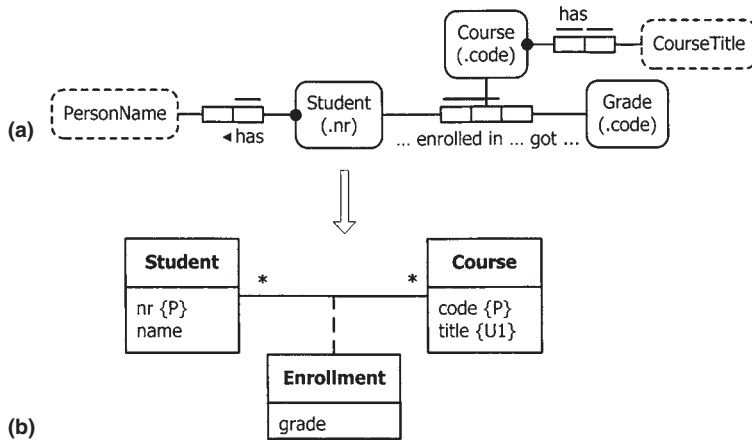 has
Course
(.code)
CourseTitle
PersonName
Student
(.nr)
Grade
(.code)
(a)
◄ has
... enrolled in ... got ...
Student
*
*
Course
nr {P}
name
code {P}
title {U1}
Enrollment
grade
(b)